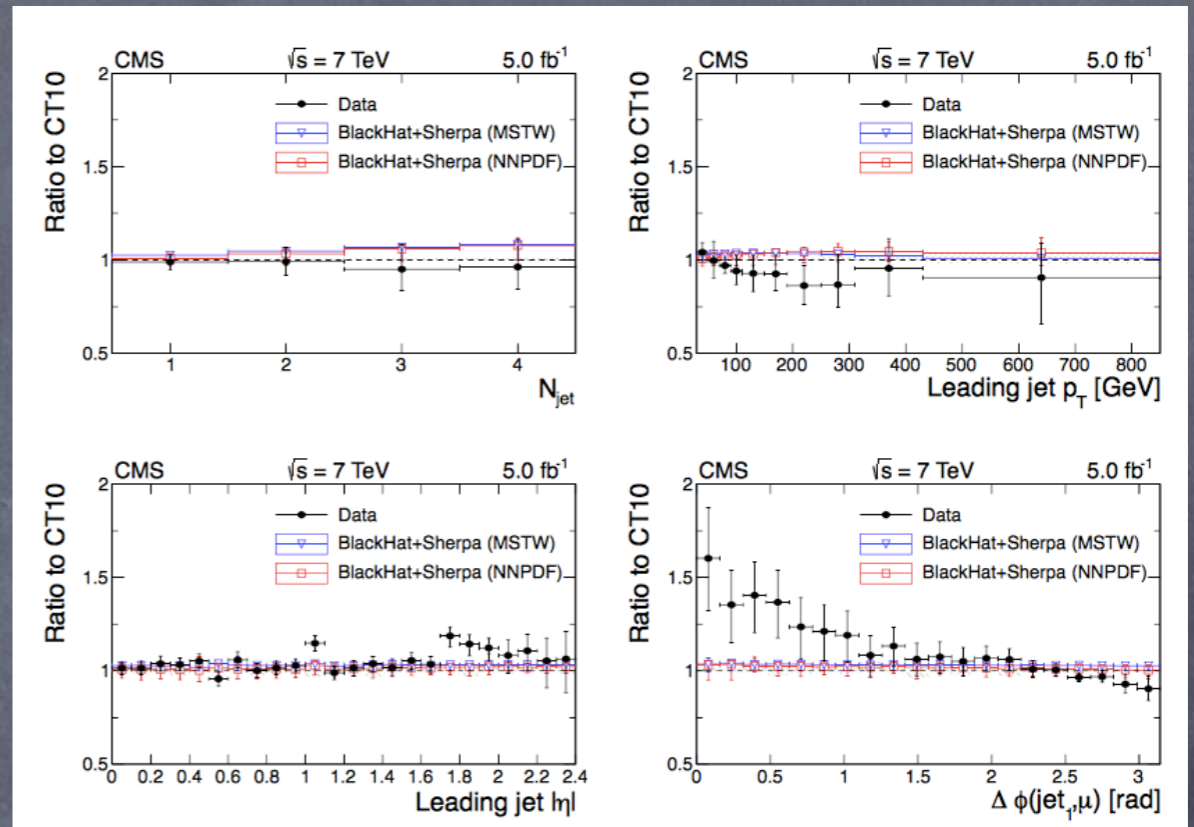 CMS √s = 7 TeV 5.0 fb⁻¹
Ratio to CT10
2
1.5
1
0.5
Data
BlackHat+Sherpa (MSTW)
BlackHat+Sherpa (NNPDF)
1 2 3 4
N_jet
CMS √s = 7 TeV 5.0 fb⁻¹
Ratio to CT10
2
1.5
1
0.5
Data
BlackHat+Sherpa (MSTW)
BlackHat+Sherpa (NNPDF)
100 200 300 400 500 600 700 800
Leading jet p_T [GeV]
CMS √s = 7 TeV 5.0 fb⁻¹
Ratio to CT10
2
1.5
1
0.5
Data
BlackHat+Sherpa (MSTW)
BlackHat+Sherpa (NNPDF)
0 0.2 0.4 0.6 0.8 1 1.2 1.4 1.6 1.8 2 2.2 2.4
Leading jet |η|
CMS √s = 7 TeV 5.0 fb⁻¹
Ratio to CT10
2
1.5
1
0.5
Data
BlackHat+Sherpa (MSTW)
BlackHat+Sherpa (NNPDF)
0 0.5 1 1.5 2 2.5 3
Δ ϕ(jet₁,μ) [rad]